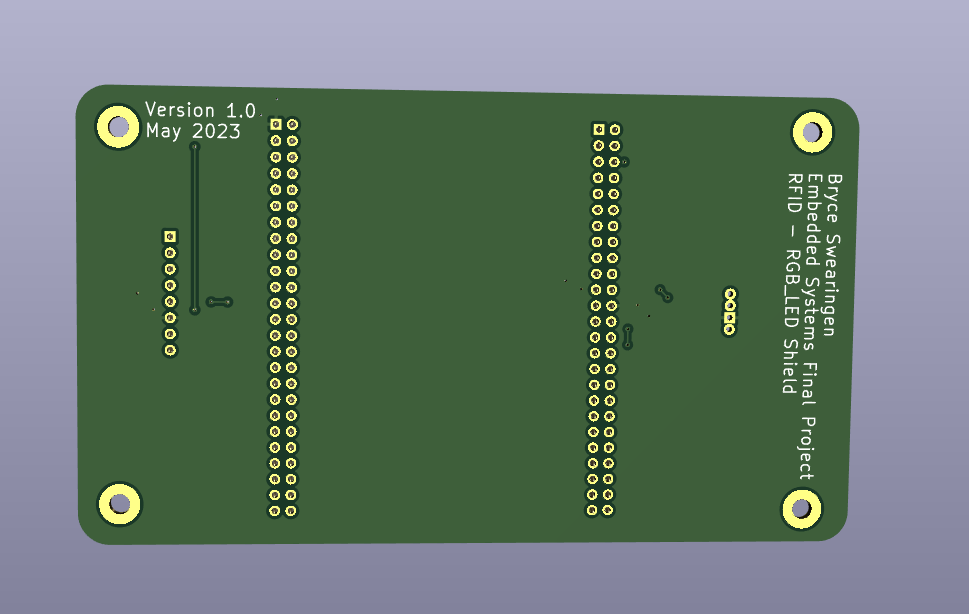 Version 1.0
May 2023
Bryce Swearingen
Embedded Systems Final Project
RFID - RGB_LED Shield